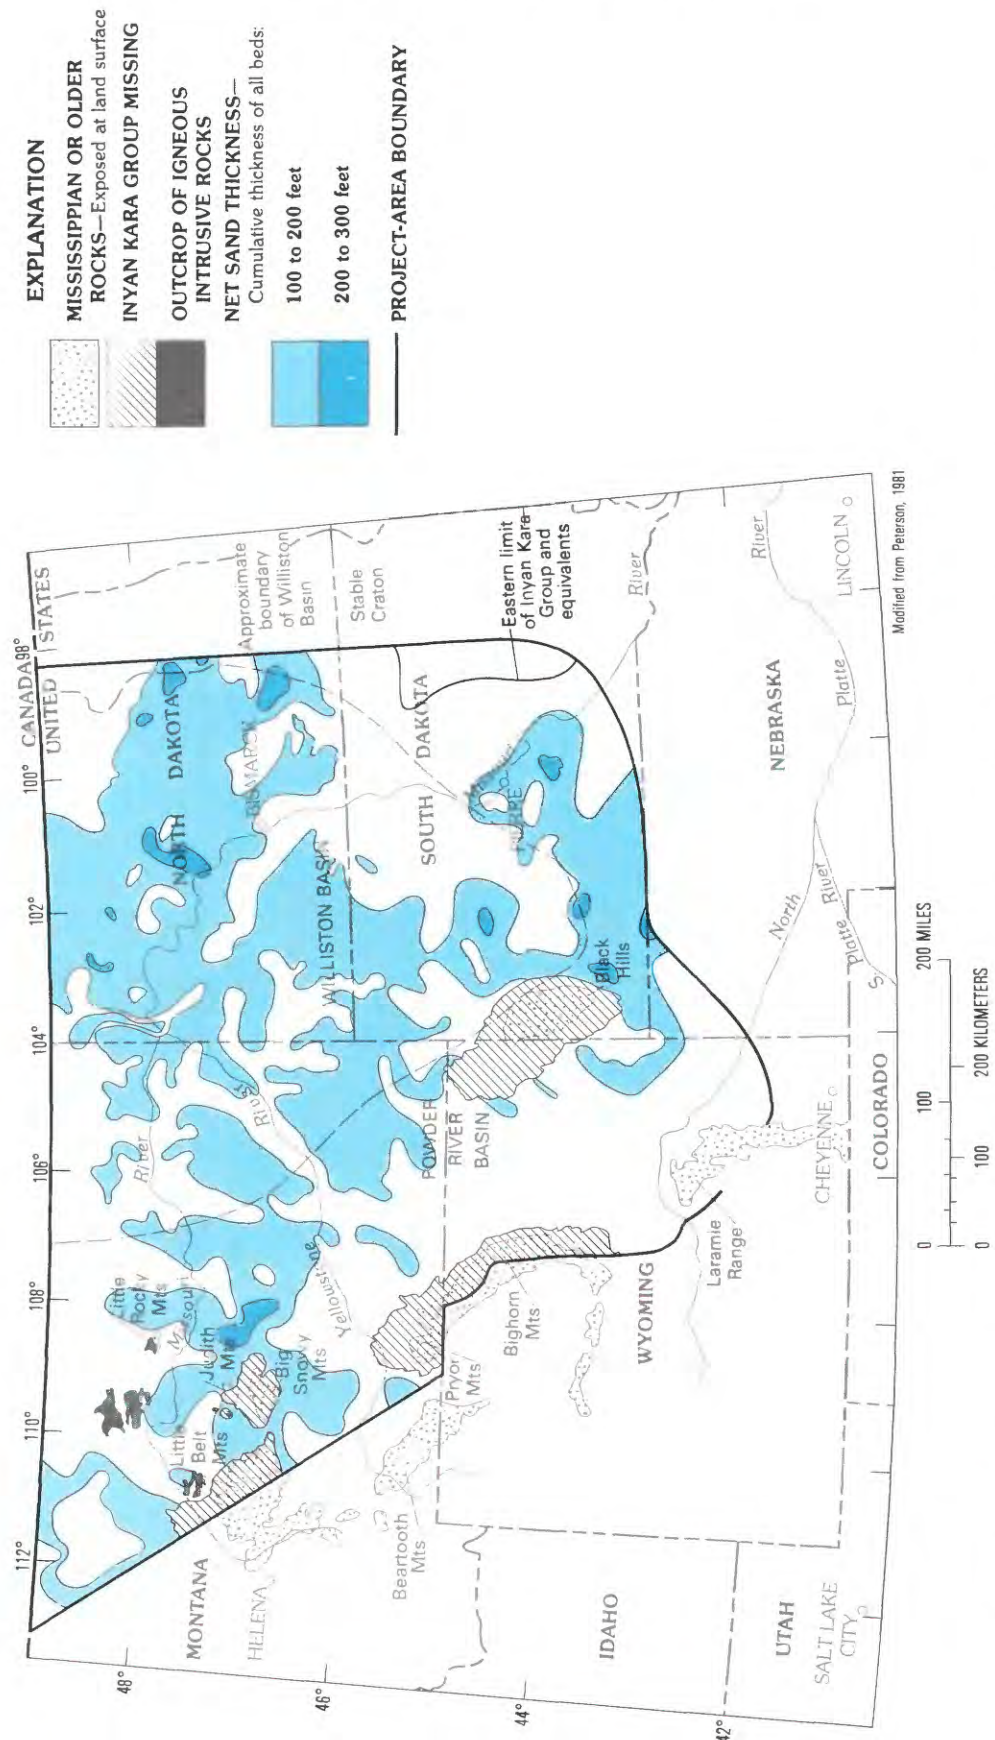 EXPLANATION
MISSISSIPPIAN OR OLDER
ROCKS—Exposed at land surface
INYAN KARA GROUP MISSING
OUTCROP OF IGNEOUS
INTRUSIVE ROCKS
NET SAND THICKNESS—
Cumulative thickness of all beds:
100 to 200 feet
200 to 300 feet
PROJECT-AREA BOUNDARY
112°
110°
108°
106°
104°
102°
100°
98°
CANADA
UNITED STATES
48°
46°
44°
42°
MONTANA
HELENA
Little
Belt
Mts
Little
Rocky
Mts
Missouri
River
Judith
Mts
Big
Snowy
Mts
Yellowstone
River
Beartooth
Mts
Pryor
Mts
Bighorn
Mts
POWDER
RIVER
BASIN
WILLISTON BASIN
NORTH DAKOTA
BISMARCK
Approximate
boundary
of Williston
Basin
Stable
Craton
SOUTH DAKOTA
PIERRE
Missouri
River
Black
Hills
Eastern limit
of Inyan Kara
Group and
equivalents
IDAHO
WYOMING
Laramie
Range
CHEYENNE
North
Platte
River
S. Platte
River
NEBRASKA
Platte
River
LINCOLN
UTAH
SALT LAKE
CITY
COLORADO
Modified from Peterson, 1981
0 100 200 MILES
0 100 200 KILOMETERS